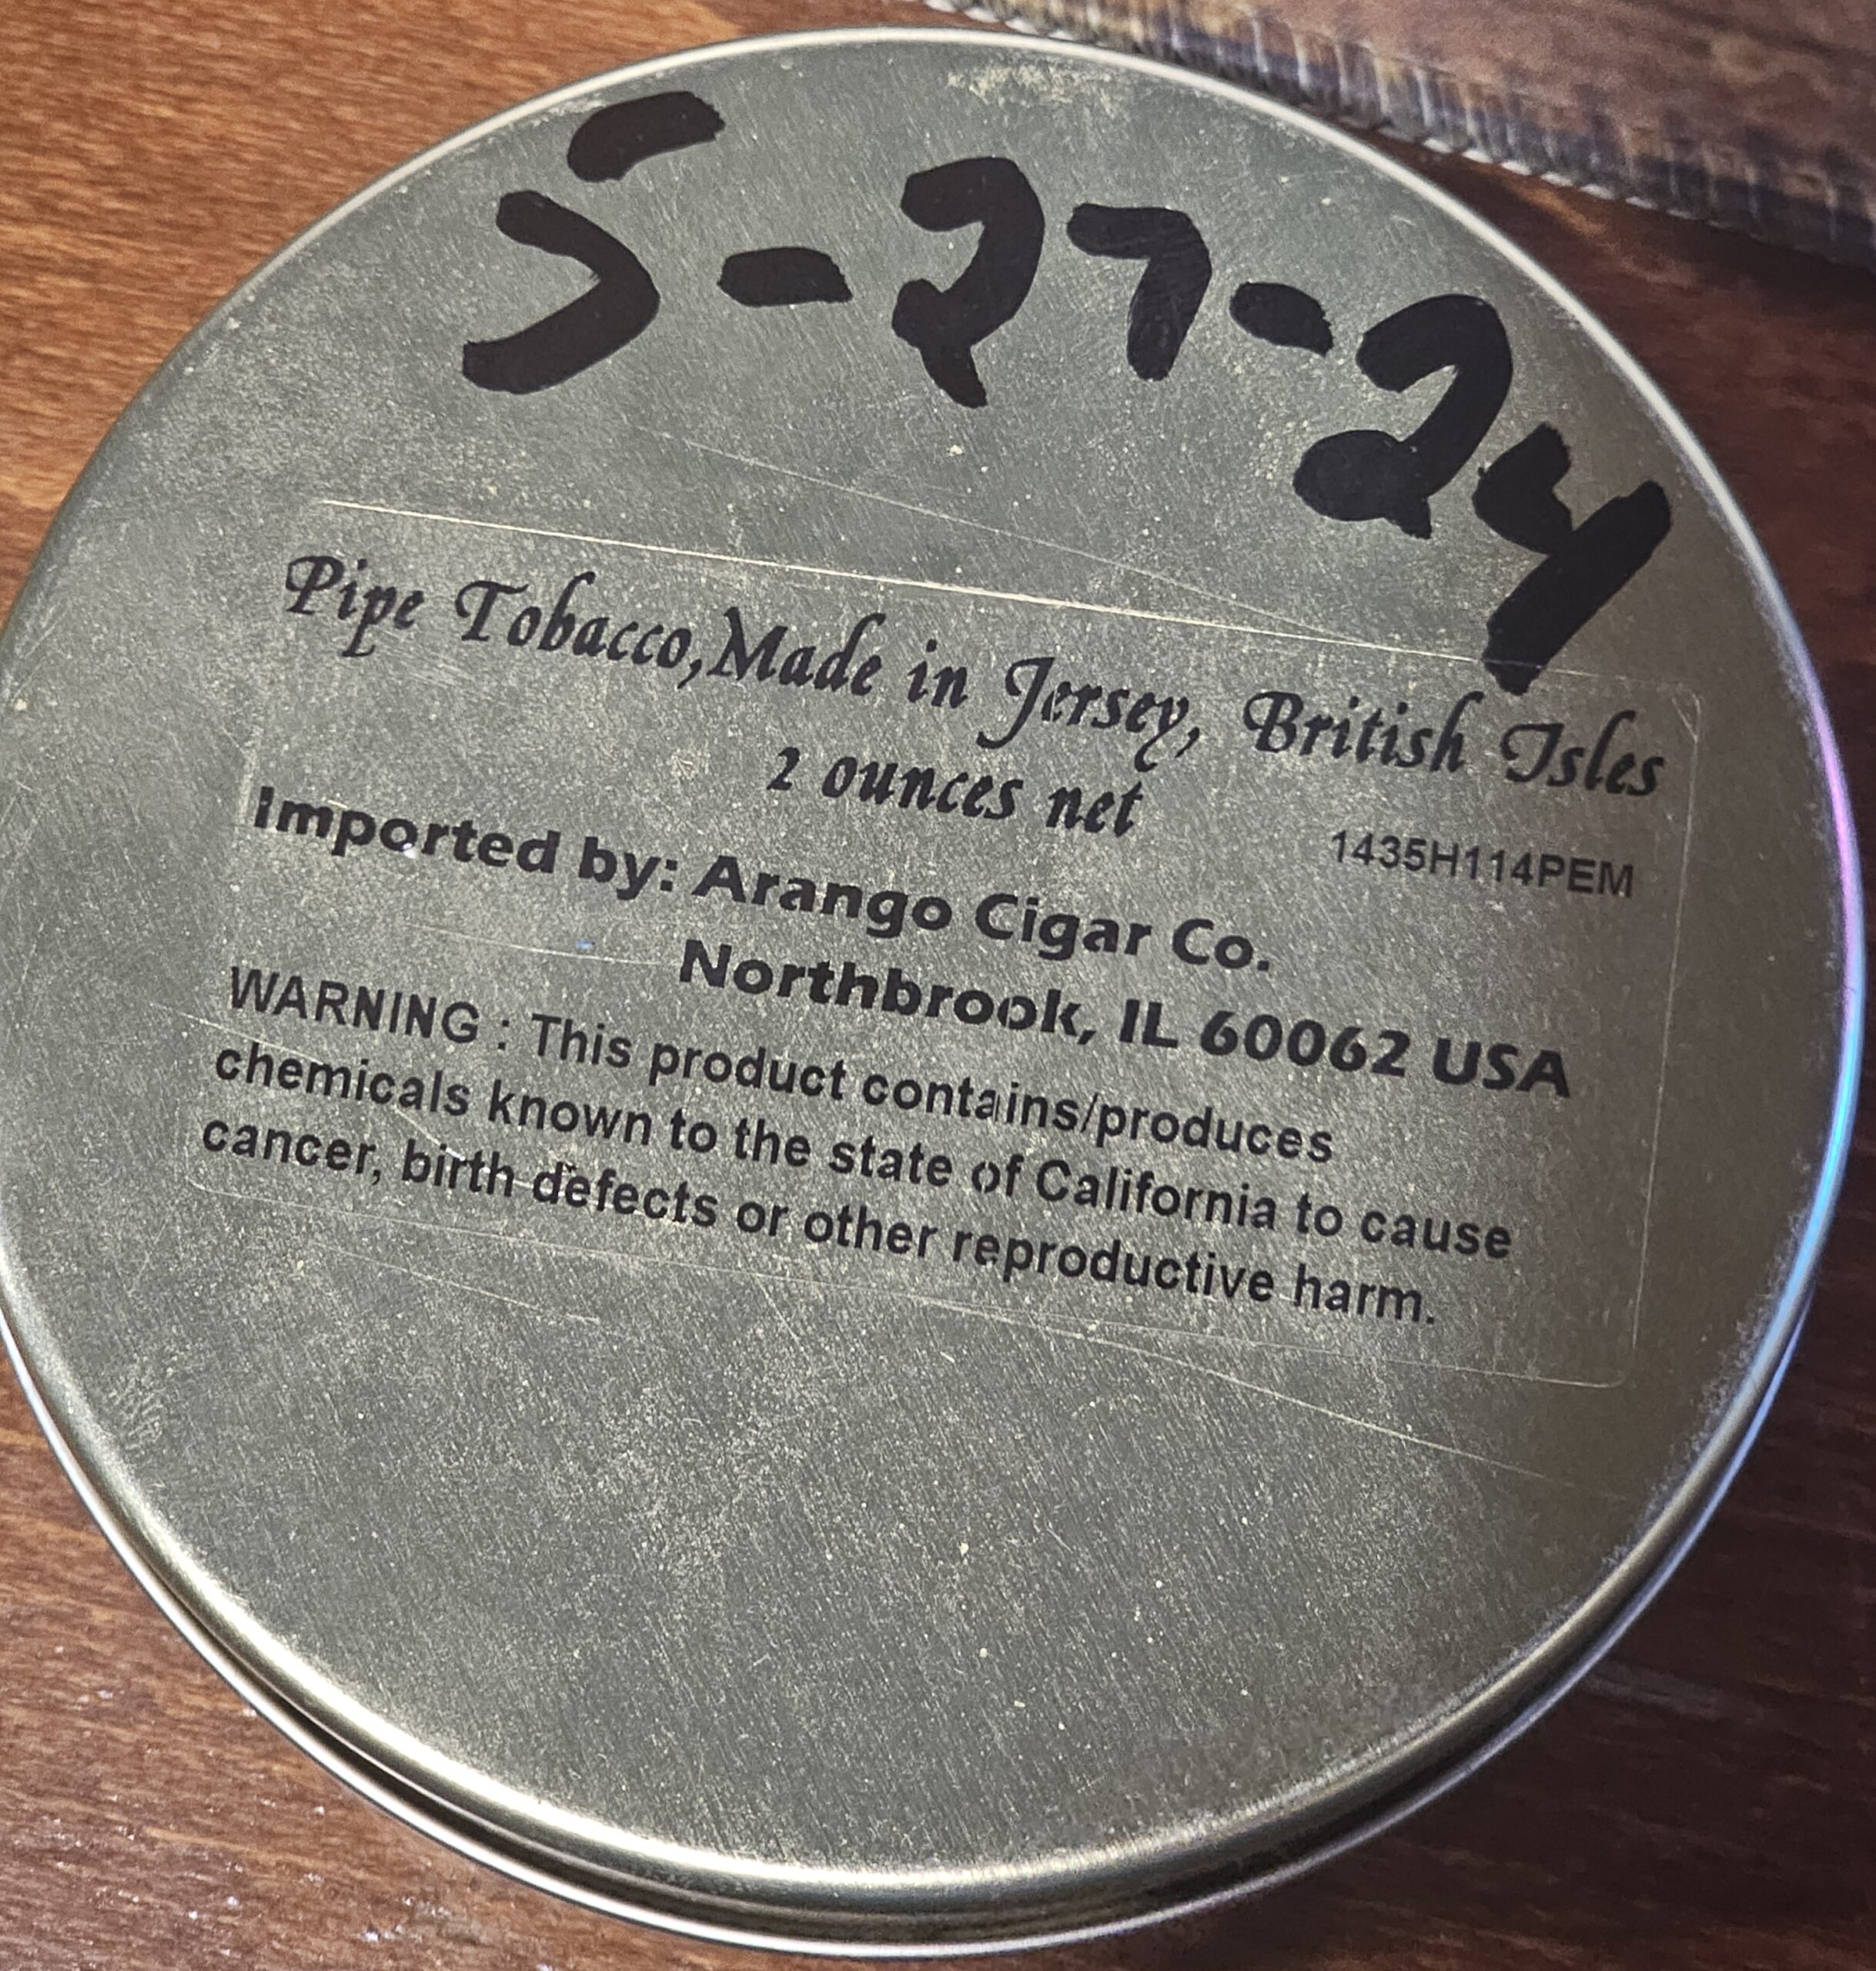 5-27-24
Pipe Tobacco,Made in Jersey, British Isles
2 ounces net
1435H114PEM
Imported by: Arango Cigar Co.
Northbrook, IL 60062 USA
WARNING : This product contains/produces
chemicals known to the state of California to cause
cancer, birth defects or other reproductive harm.